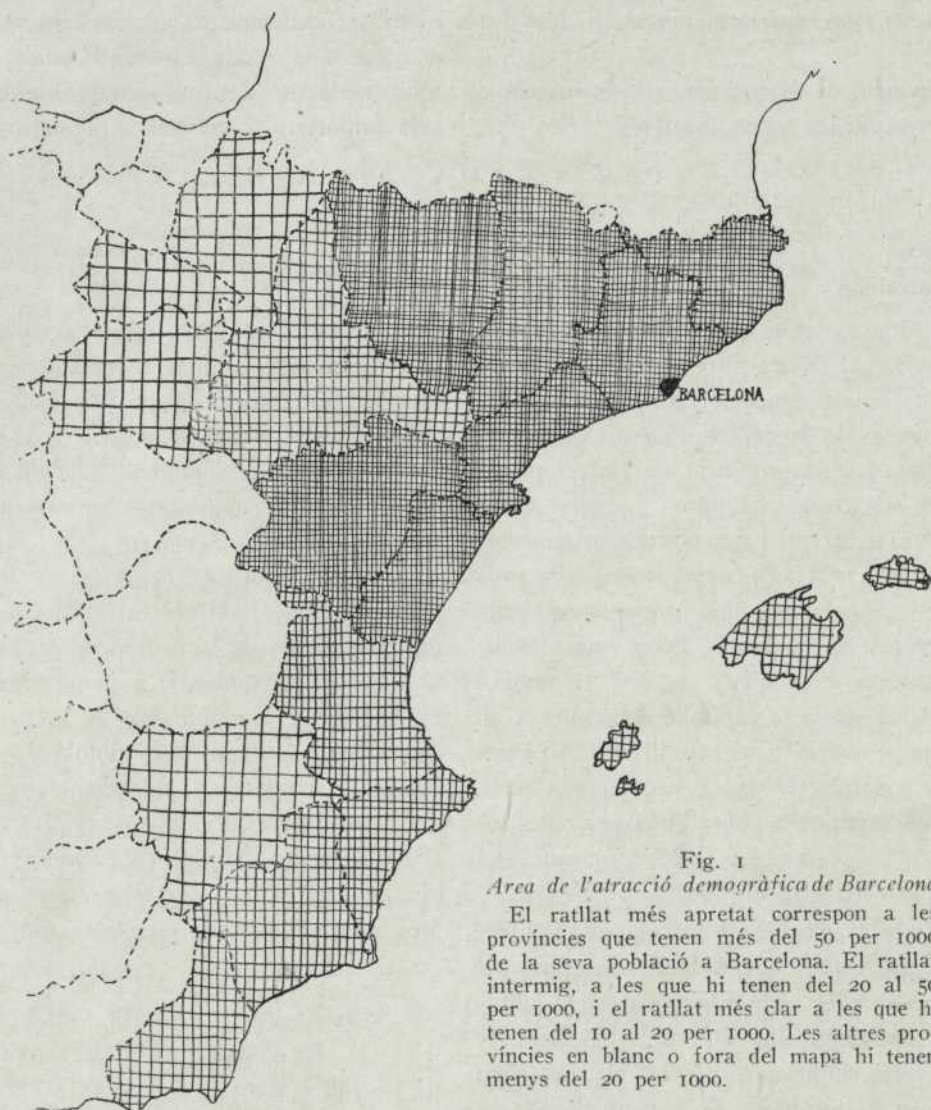 BARCELONA
Fig. 1
Area de l'atracció demogràfica de Barcelona
El ratllat més apretat correspon a le
províncies que tenen més del 50 per 1000
de la seva població a Barcelona. El ratlla
intermig, a les que hi tenen del 20 al 50
per 1000, i el ratllat més clar a les que h
tenen del 10 al 20 per 1000. Les altres pro
víncies en blanc o fora del mapa hi tenen
menys del 20 per 1000.